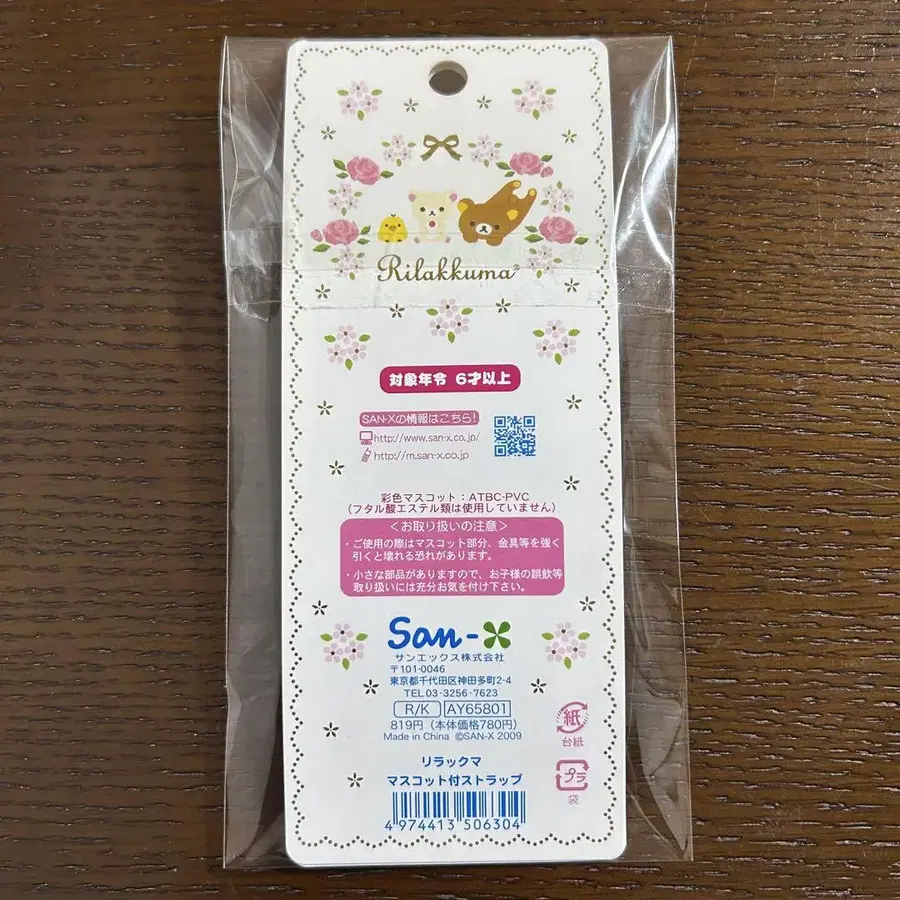 Rilakkuma®
対象年令 6才以上
SAN-Xの情報はこちら!
http://www.san-x.co.jp/
http://m.san-x.co.jp
彩色マスコット:ATBC-PVC
(フタル酸エステル類は使用していません)
<お取り扱いの注意>
・ご使用の際はマスコット部分、金具等を強く
引くと壊れる恐れがあります。
・小さな部品がありますので、お子様の誤飲等
取り扱いには充分お気を付け下さい。
San-X
サンエックス株式会社
〒101-0046
東京都千代田区神田多町2-4
TEL 03-3256-7623
R/K AY65801
819円(本体価格780円)
Made in China ©SAN-X 2009
紙
台紙
リラックマ
マスコット付ストラップ
プラ
袋
4 974413 506304